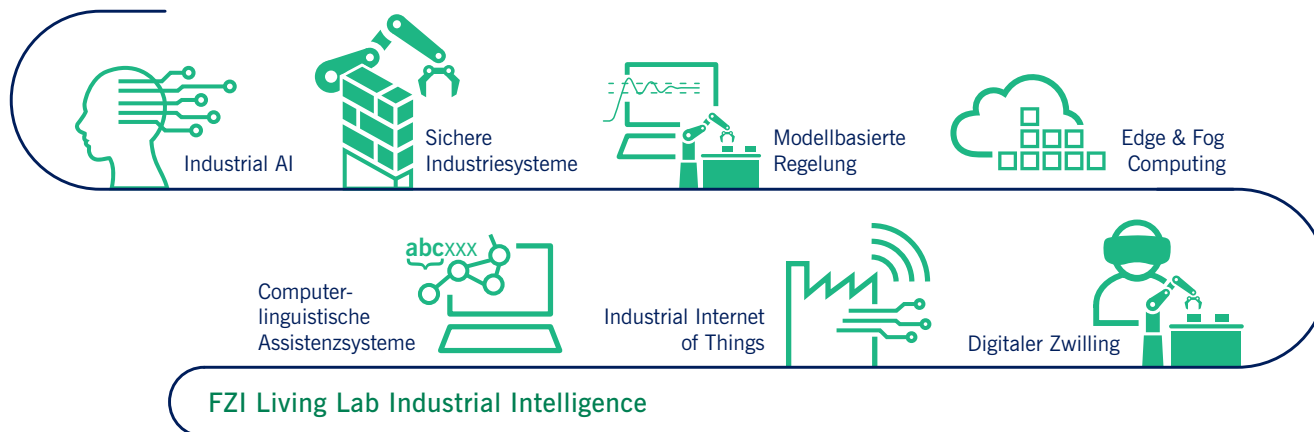 Industrial AI
Sichere
Industriesysteme
Modellbasierte
Regelung
Edge & Fog
Computing
abcxxx
Computer-
linguistische
Assistenzsysteme
Industrial Internet
of Things
Digitaler Zwilling
FZI Living Lab Industrial Intelligence